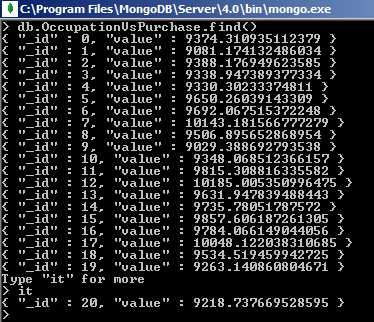 C:\Program Files\MongoDB\Server\4.0\bin\mongo.exe
> db.OccupationVsPurchase.find()
{ "_id" : 0, "value" : 9374.310935112379 }
{ "_id" : 1, "value" : 9081.174132486034 }
{ "_id" : 2, "value" : 9388.176949623585 }
{ "_id" : 3, "value" : 9338.947389377334 }
{ "_id" : 4, "value" : 9330.30233374811 }
{ "_id" : 5, "value" : 9650.26039143309 }
{ "_id" : 6, "value" : 9692.067515372248 }
{ "_id" : 7, "value" : 10143.181566777279 }
{ "_id" : 8, "value" : 9506.895652868954 }
{ "_id" : 9, "value" : 9029.388692793538 }
{ "_id" : 10, "value" : 9348.068512366157 }
{ "_id" : 11, "value" : 9815.308816335582 }
{ "_id" : 12, "value" : 10185.005350996475 }
{ "_id" : 13, "value" : 9631.947839488443 }
{ "_id" : 14, "value" : 9735.78051787572 }
{ "_id" : 15, "value" : 9857.606187261305 }
{ "_id" : 16, "value" : 9784.066149044056 }
{ "_id" : 17, "value" : 10048.122038310685 }
{ "_id" : 18, "value" : 9534.519459942725 }
{ "_id" : 19, "value" : 9263.140860804671 }
Type "it" for more
> it
{ "_id" : 20, "value" : 9218.737669528595 }
>